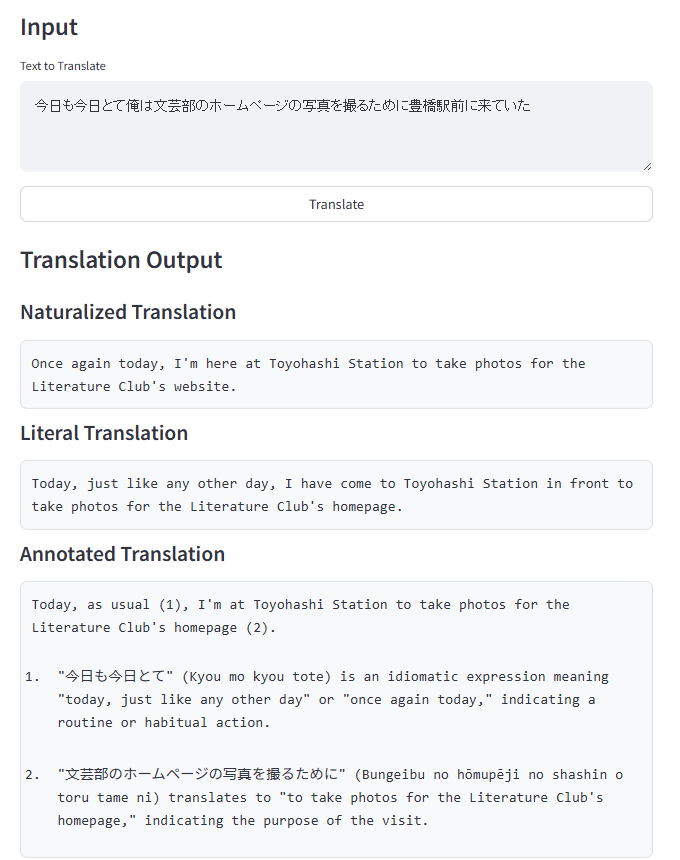 Input
Text to Translate
今日も今日とて俺は文芸部のホームページの写真を撮るために豊橋駅前に来ていた
Translate
Translation Output
Naturalized Translation
Once again today, I'm here at Toyohashi Station to take photos for the
Literature Club's website.
Literal Translation
Today, just like any other day, I have come to Toyohashi Station in front to
take photos for the Literature Club's homepage.
Annotated Translation
Today, as usual (1), I'm at Toyohashi Station to take photos for the
Literature Club's homepage (2).
1. "今日も今日とて" (Kyou mo kyou tote) is an idiomatic expression meaning
"today, just like any other day" or "once again today," indicating a
routine or habitual action.
2. "文芸部のホームページの写真を撮るために" (Bungeibu no hōmupēji no shashin o
toru tame ni) translates to "to take photos for the Literature Club's
homepage," indicating the purpose of the visit.